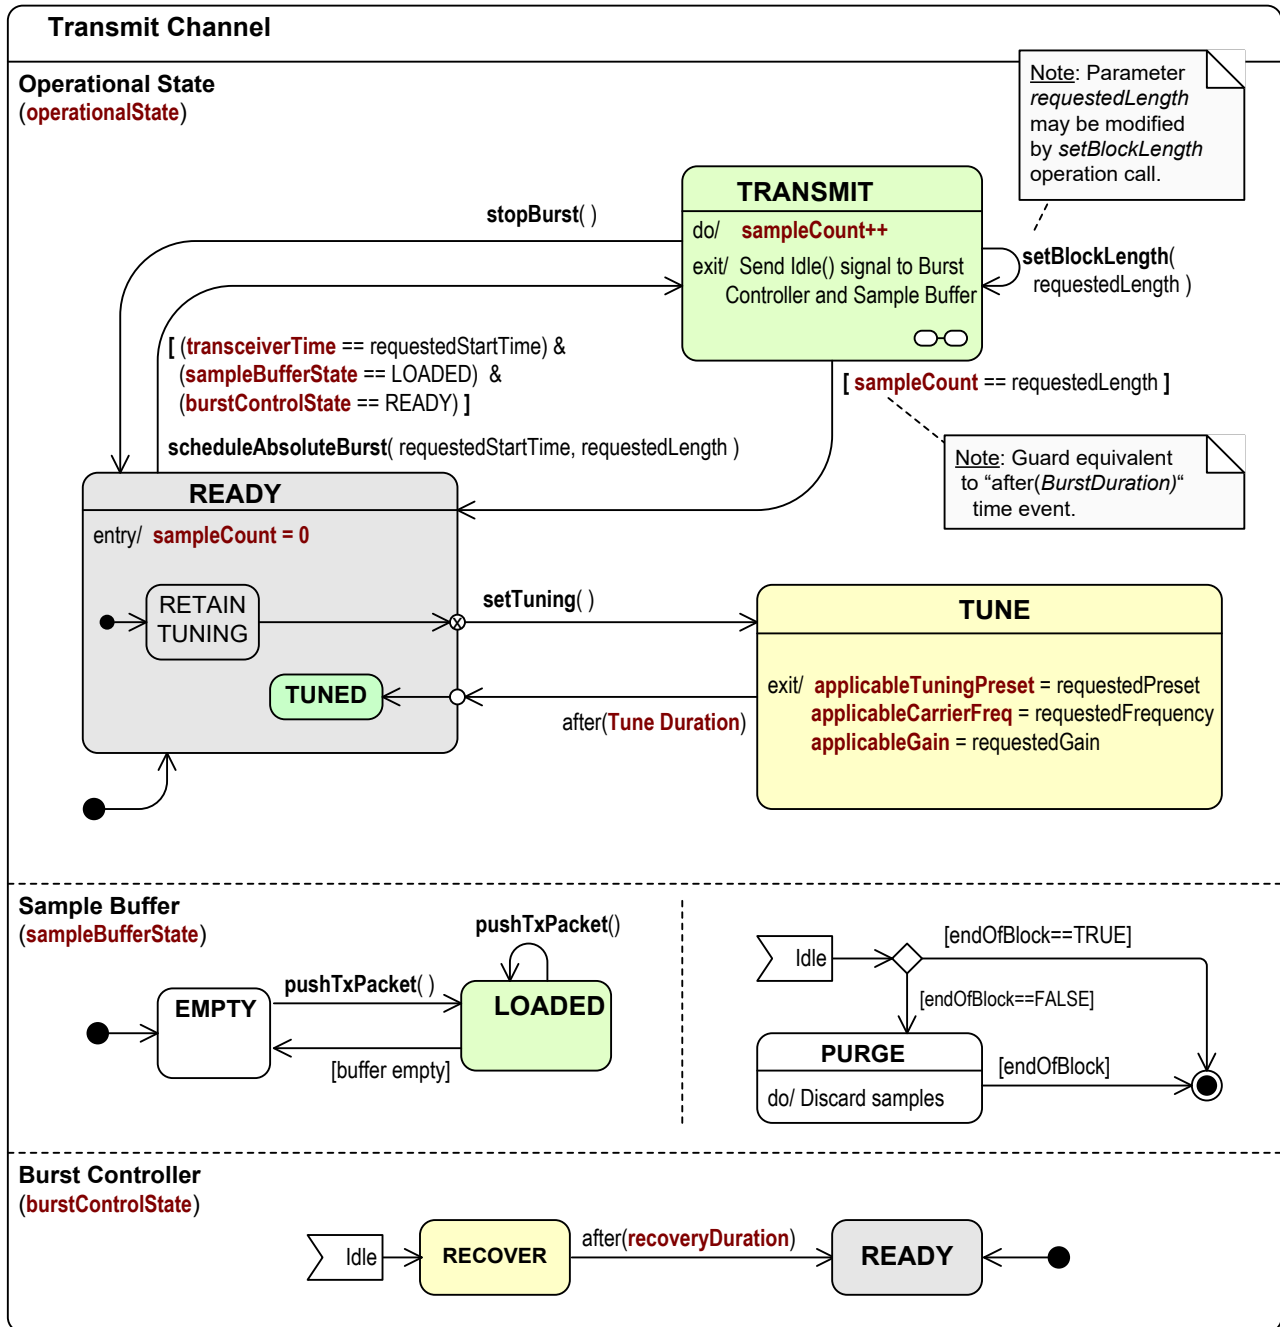 Transmit Channel
Operational State
(operationalState)
Note: Parameter
requestedLength
may be modified
by setBlockLength
operation call.
TRANSMIT
do/ sampleCount++
exit/ Send Idle() signal to Burst
Controller and Sample Buffer
stopBurst( )
setBlockLength(
requestedLength )
[ (transceiverTime == requestedStartTime) &
(sampleBufferState == LOADED) &
(burstControlState == READY) ]
scheduleAbsoluteBurst( requestedStartTime, requestedLength )
[ sampleCount == requestedLength ]
Note: Guard equivalent
to “after(BurstDuration)“
time event.
READY
entry/ sampleCount = 0
RETAIN
TUNING
X
setTuning( )
TUNED
after(Tune Duration)
TUNE
exit/ applicableTuningPreset = requestedPreset
applicableCarrierFreq = requestedFrequency
applicableGain = requestedGain
Sample Buffer
(sampleBufferState)
pushTxPacket()
pushTxPacket( )
EMPTY
LOADED
[buffer empty]
Idle
[endOfBlock==TRUE]
[endOfBlock==FALSE]
PURGE
do/ Discard samples
[endOfBlock]
Burst Controller
(burstControlState)
Idle
RECOVER
after(recoveryDuration)
READY